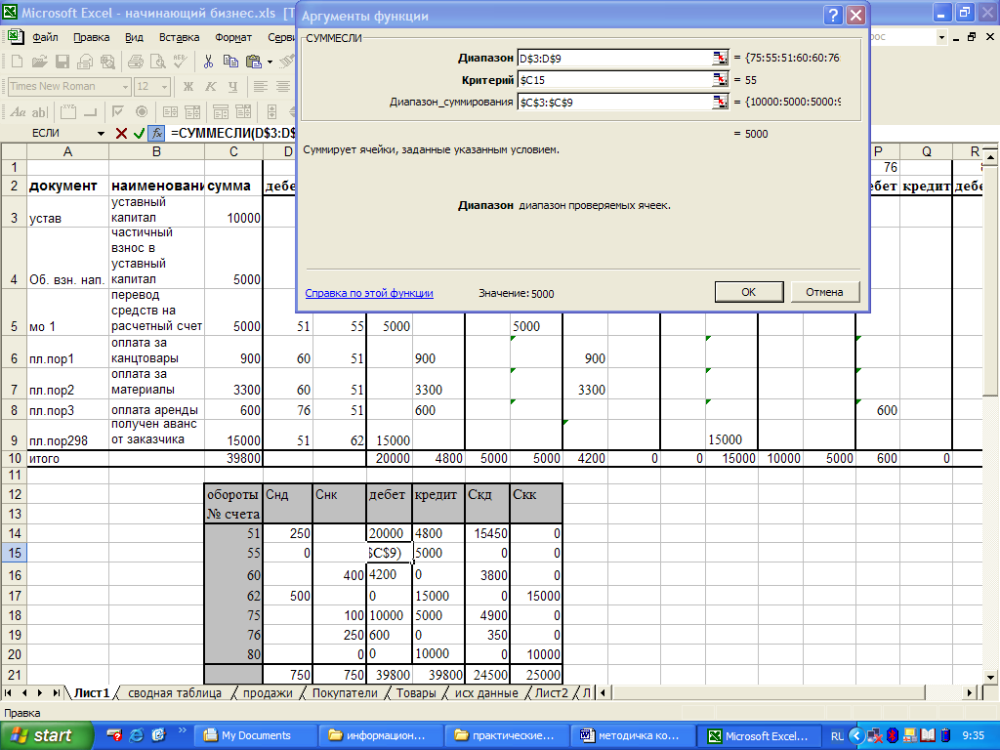 Microsoft Excel - начинающий бизнес.xls
Аргументы функции
Файл Правка Вид Вставка Формат
СУММЕСЛИ
Диапазон D$3:D$9 = {75:55:51:60:60:76
Критерий $C15 = 55
Диапазон_суммирования $C$3:$C$9 = {10000:5000:5000:9
= 5000
Суммирует ячейки, заданные указанным условием.
Диапазон диапазон проверяемых ячеек.
Справка по этой функции Значение: 5000 OK Отмена
Times New Roman 12 Ж К Ч
Aa ab|
ЕСЛИ fx =СУММЕСЛИ(D$3:D$
A B C D P Q R
1 76
2 документ наименовани сумма дебе бет кредит дебе
уставный
3 устав капитал 10000
частичный
взнос в
уставный
4 Об. взн. нап. капитал 5000
перевод
средств на
5 мо 1 расчетный счет 5000 51 55 5000 5000
оплата за
6 пл.пор1 канцтовары 900 60 51 900 900
оплата за
7 пл.пор2 материалы 3300 60 51 3300 3300
8 пл.пор3 оплата аренды 600 76 51 600 600
получен аванс
9 пл.пор298 от заказчика 15000 51 62 15000 15000
10 итого 39800 20000 4800 5000 5000 4200 0 0 15000 10000 5000 600 0
11
12 обороты Снд Снк дебет кредит Скд Скк
13 № счета
14 51 250 20000 4800 15450 0
15 55 0 $C$9) 5000 0 0
16 60 400 4200 0 3800 0
17 62 500 0 15000 0 15000
18 75 100 10000 5000 4900 0
19 76 250 600 0 350 0
20 80 0 0 10000 0 10000
21 750 750 39800 39800 24500 25000
Лист1 сводная таблица продажи Покупатели Товары исх данные Лист2 Л
Правка
start My Documents информацион... практические... методичка ко... Microsoft Excel... RU 9:35